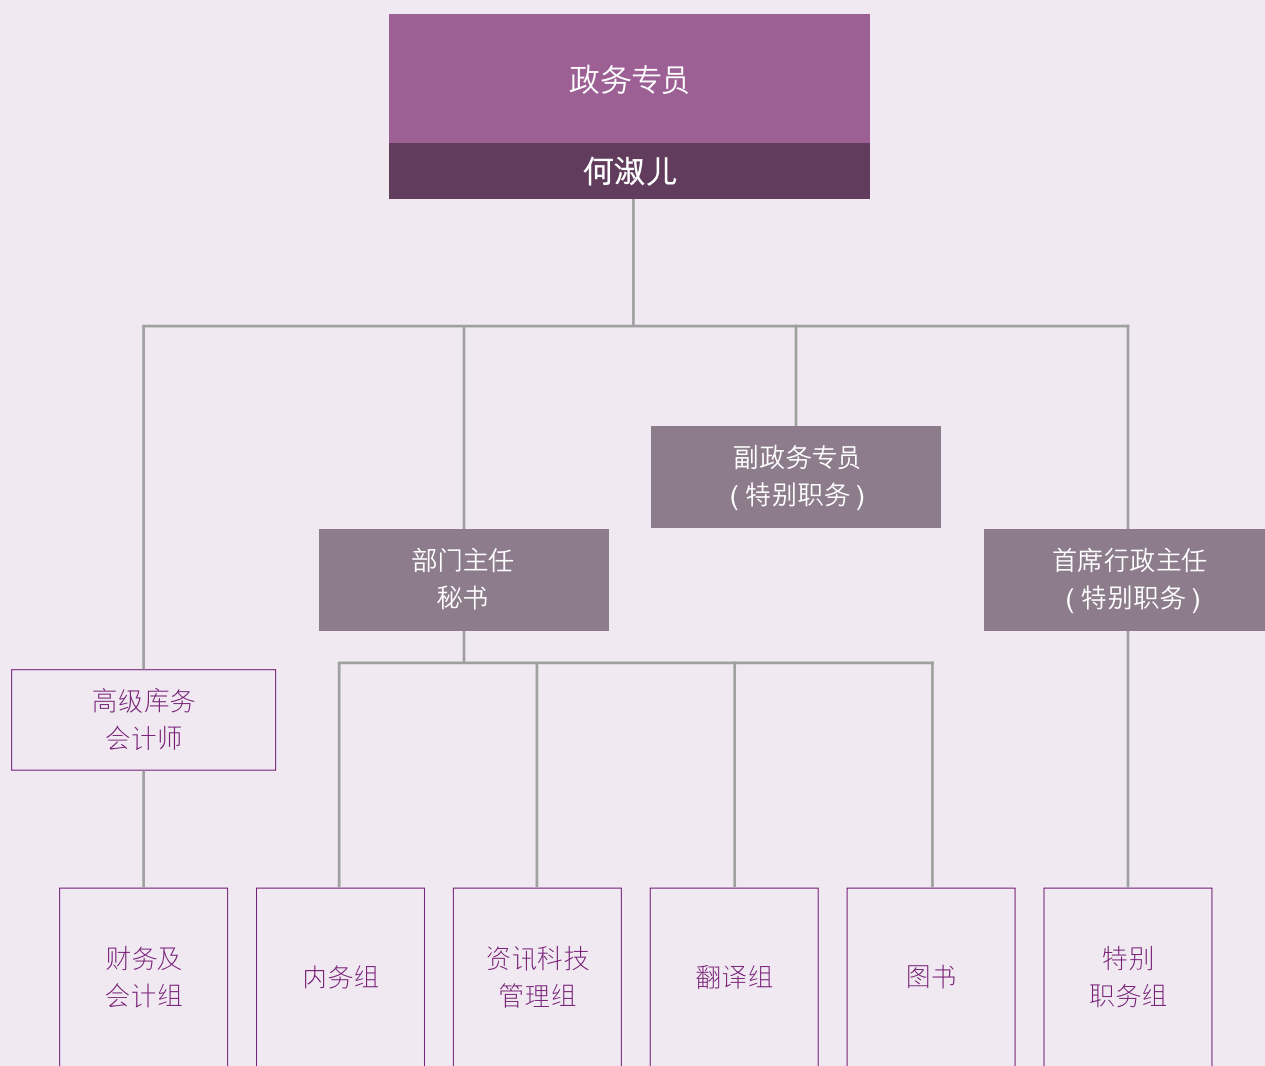 政务专员
何淑儿
副政务专员
( 特别职务 )
部门主任
秘书
首席行政主任
( 特别职务 )
高级库务
会计师
财务及
会计组
内务组
资讯科技
管理组
翻译组
图书
特别
职务组